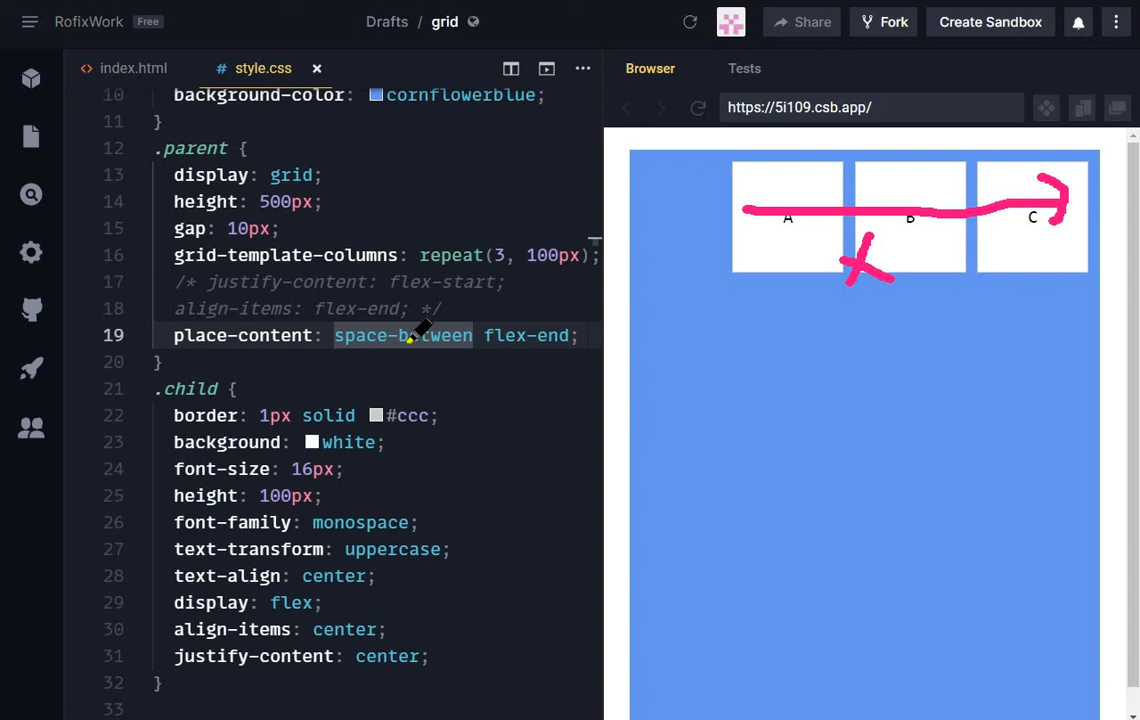 RofixWork Free Drafts / grid Share Fork Create Sandbox
index.html # style.css Browser Tests
https://5i109.csb.app/
10 background-color: cornflowerblue;
11 }
12 .parent {
13 display: grid;
14 height: 500px;
15 gap: 10px;
16 grid-template-columns: repeat(3, 100px);
17 /* justify-content: flex-start;
18 align-items: flex-end; */
19 place-content: space-between flex-end;
20 }
21 .child {
22 border: 1px solid #ccc;
23 background: white;
24 font-size: 16px;
25 height: 100px;
26 font-family: monospace;
27 text-transform: uppercase;
28 text-align: center;
29 display: flex;
30 align-items: center;
31 justify-content: center;
32 }
33
A B C